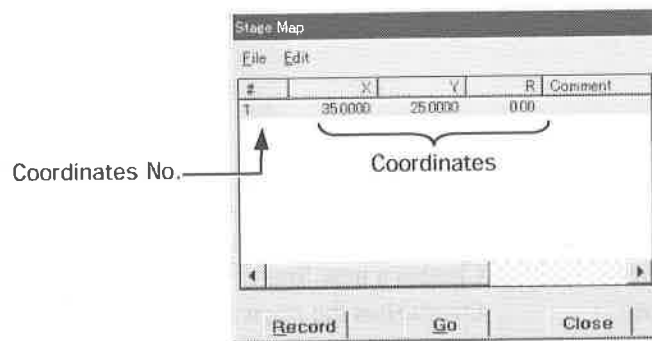 Stage Map
File Edit
# X Y R Comment
1 35.0000 25.0000 0.00
Coordinates No.
Coordinates
Record Go Close